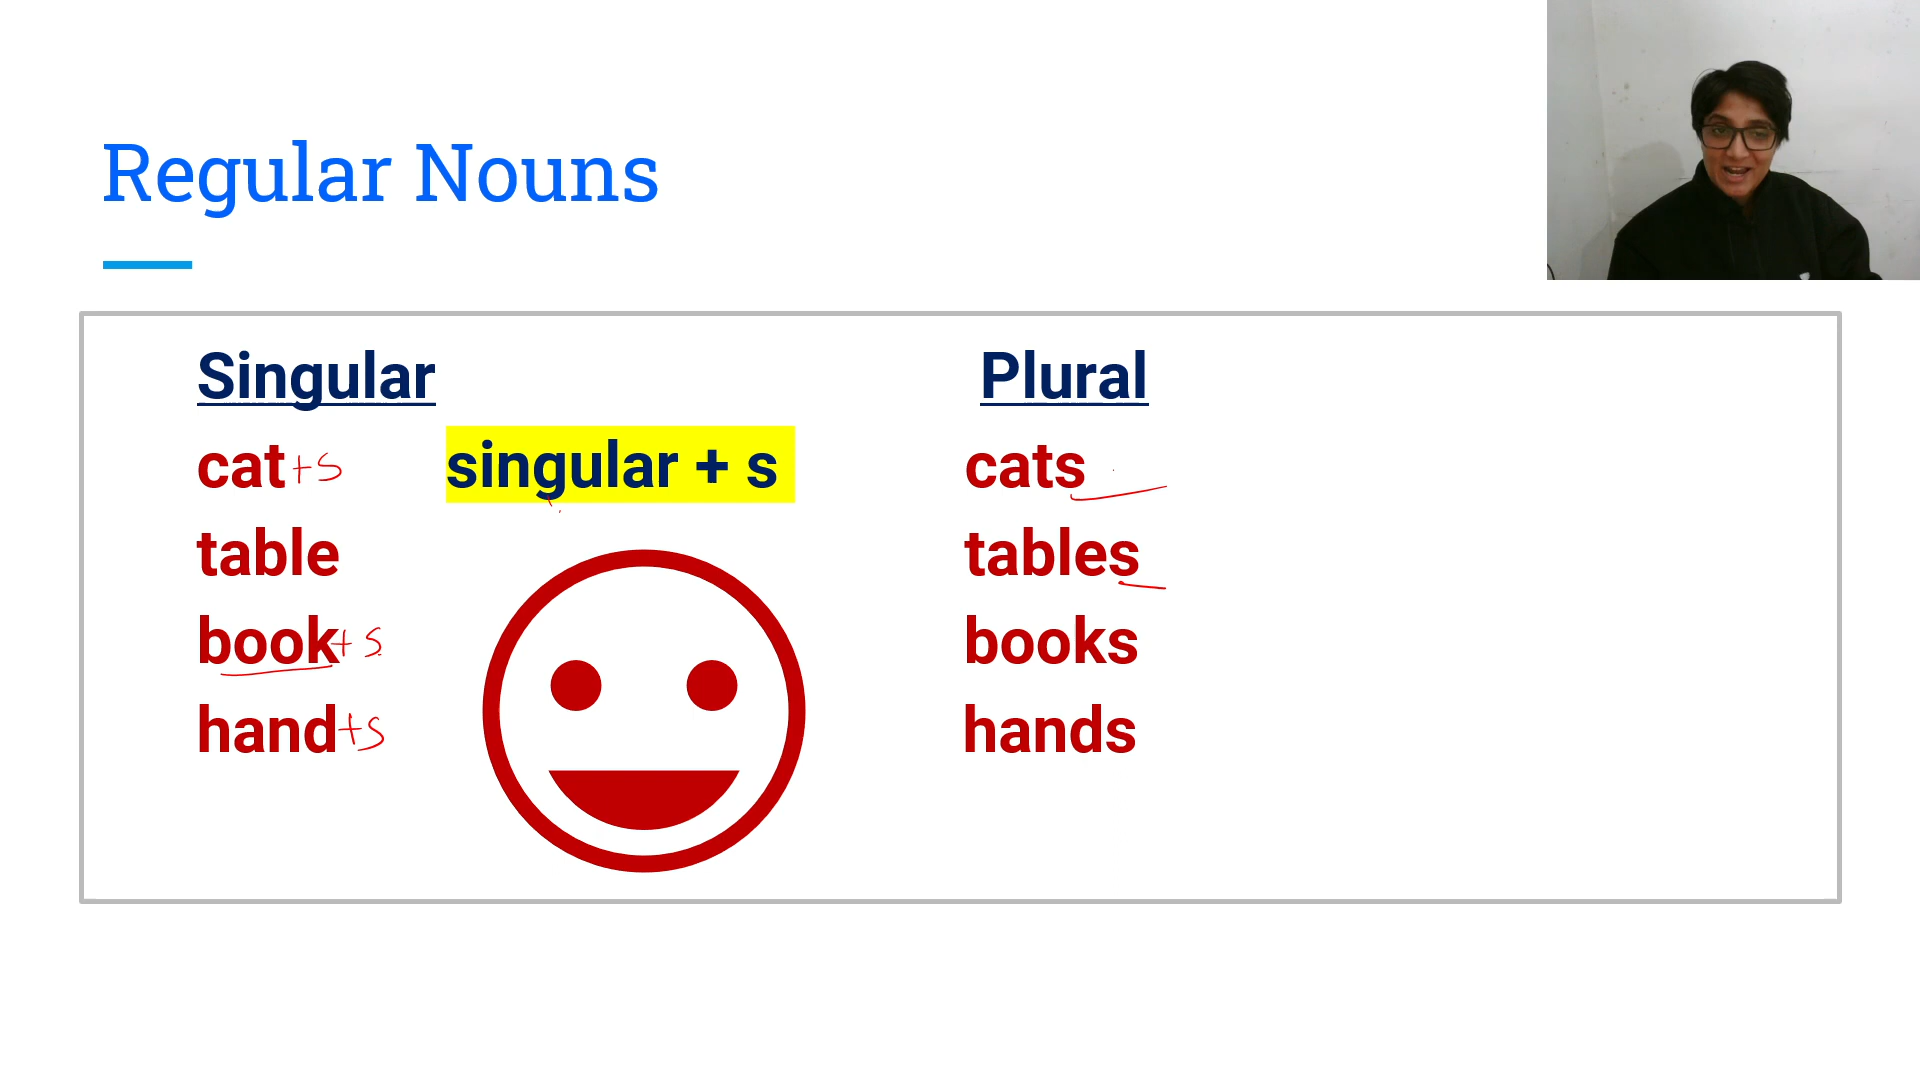 Regular Nouns
Singular Plural
cat +s singular + s cats
table tables
book + s books
hand +s hands